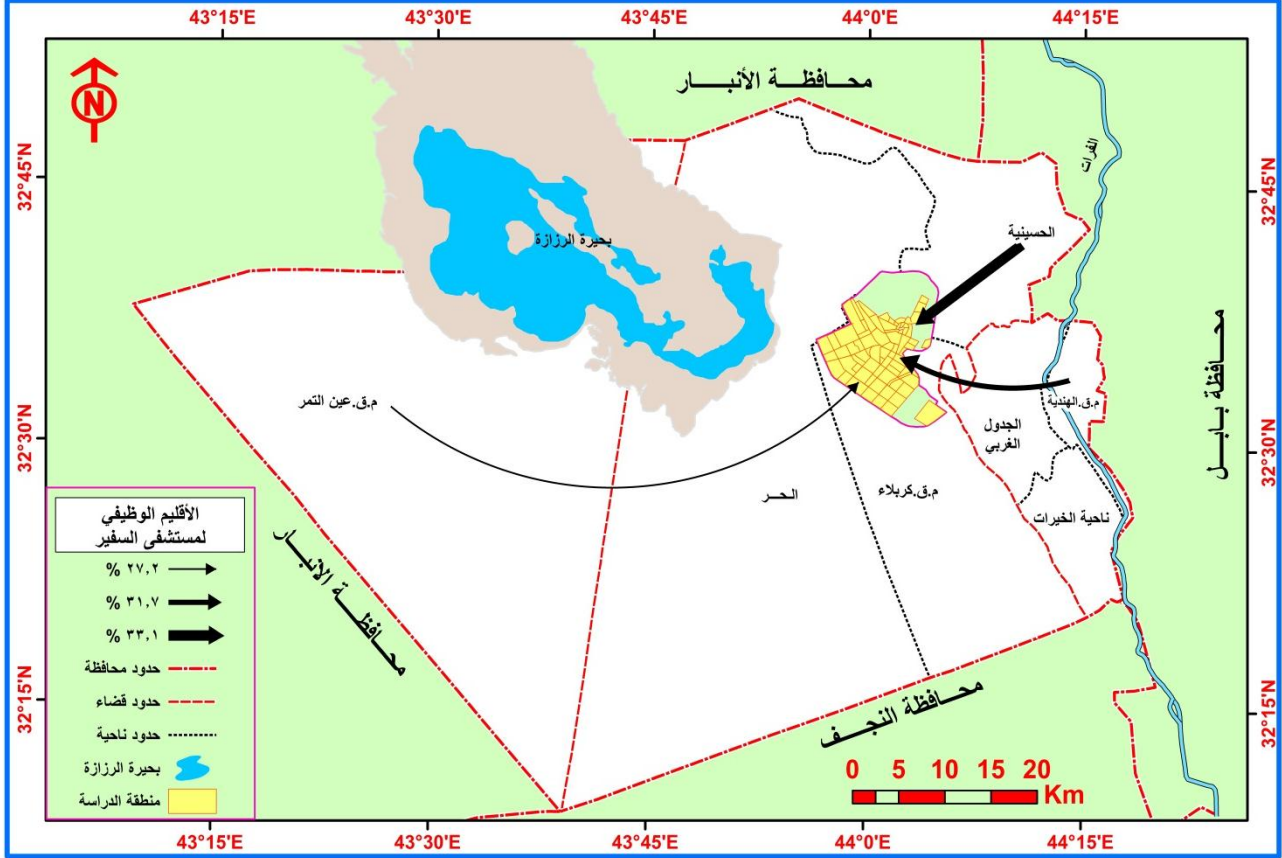 43°15'E
43°30'E
43°45'E
44°0'E
44°15'E
N
محافظة الأنبار
الفرات
32°45'N
32°45'N
الحسينية
بحيرة الرزازة
محافظة بابل
م.ق.عين التمر
م.ق.الهندية
الجدول
الغربي
32°30'N
32°30'N
الحر
م.ق.كربلاء
ناحية الخيرات
محافظة الانبار
الأقليم الوظيفي
لمستشفى السفير
% ٢٧,٢
% ٣١,٧
% ٣٣,١
حدود محافظة
حدود قضاء
حدود ناحية
بحيرة الرزازة
منطقة الدراسة
32°15'N
32°15'N
محافظة النجف
0 5 10 15 20
Km
43°15'E
43°30'E
43°45'E
44°0'E
44°15'E